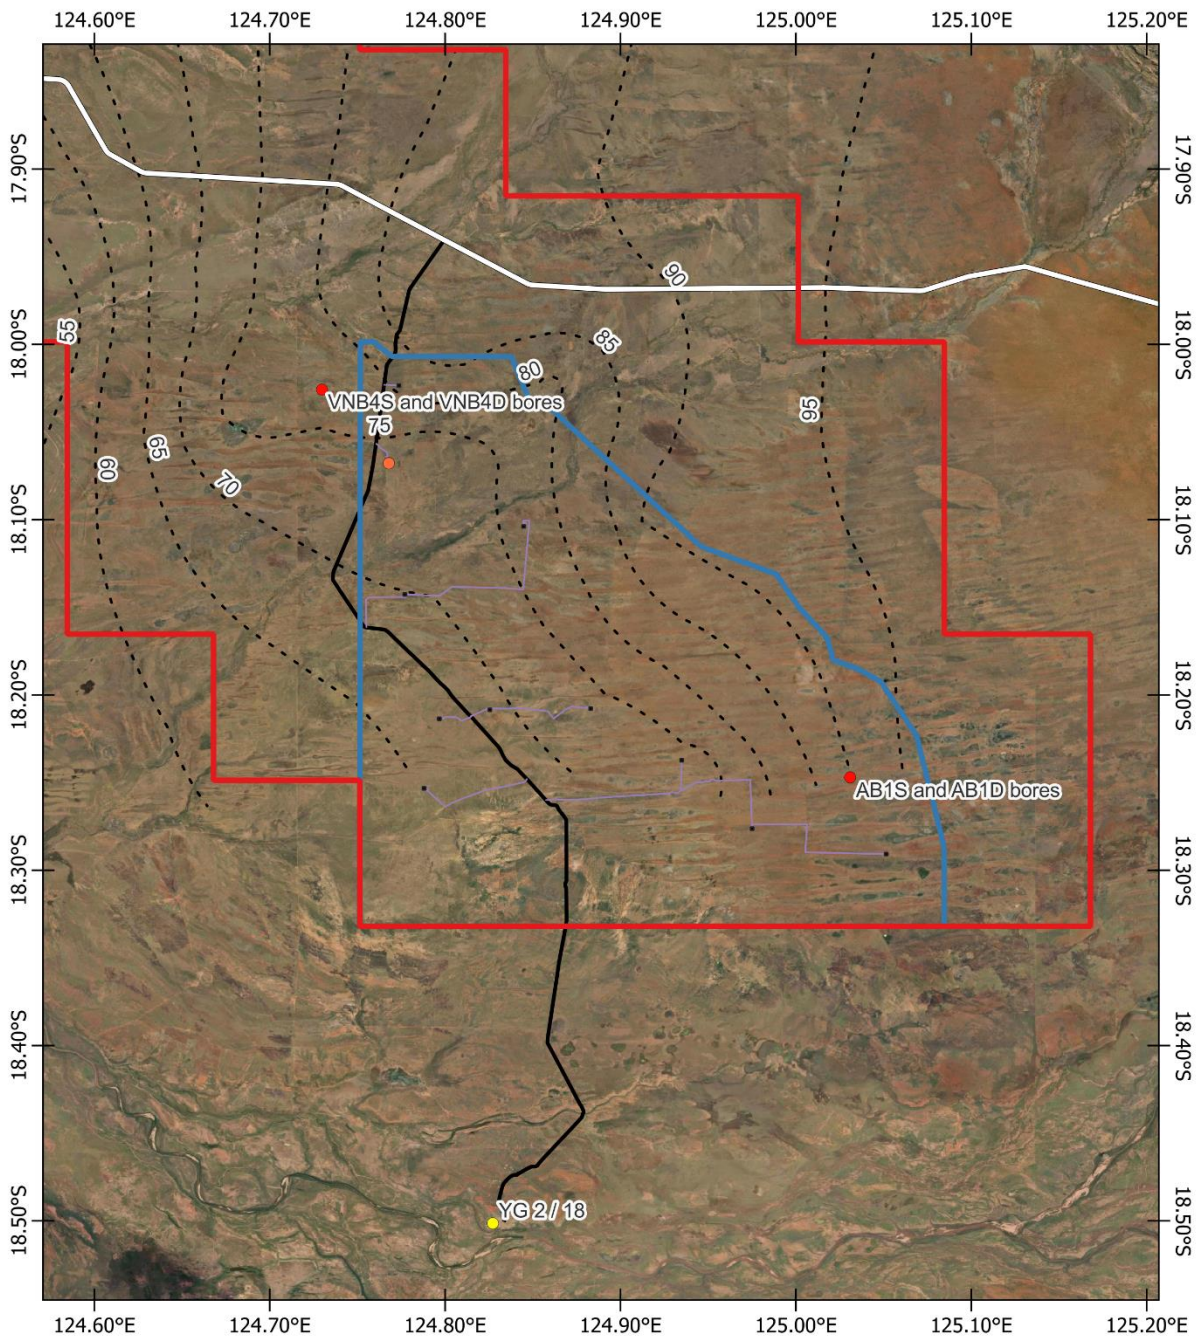 124.60°E 124.70°E 124.80°E 124.90°E 125.00°E 125.10°E 125.20°E
17.90°S 17.90°S
90
55
18.00°S 18.00°S
85
80
VNB4S and VNB4D bores
95
75
65
60
70
18.10°S 18.10°S
18.20°S 18.20°S
AB1S and AB1D bores
18.30°S 18.30°S
18.40°S 18.40°S
YG 2 / 18
18.50°S 18.50°S
124.60°E 124.70°E 124.80°E 124.90°E 125.00°E 125.10°E 125.20°E